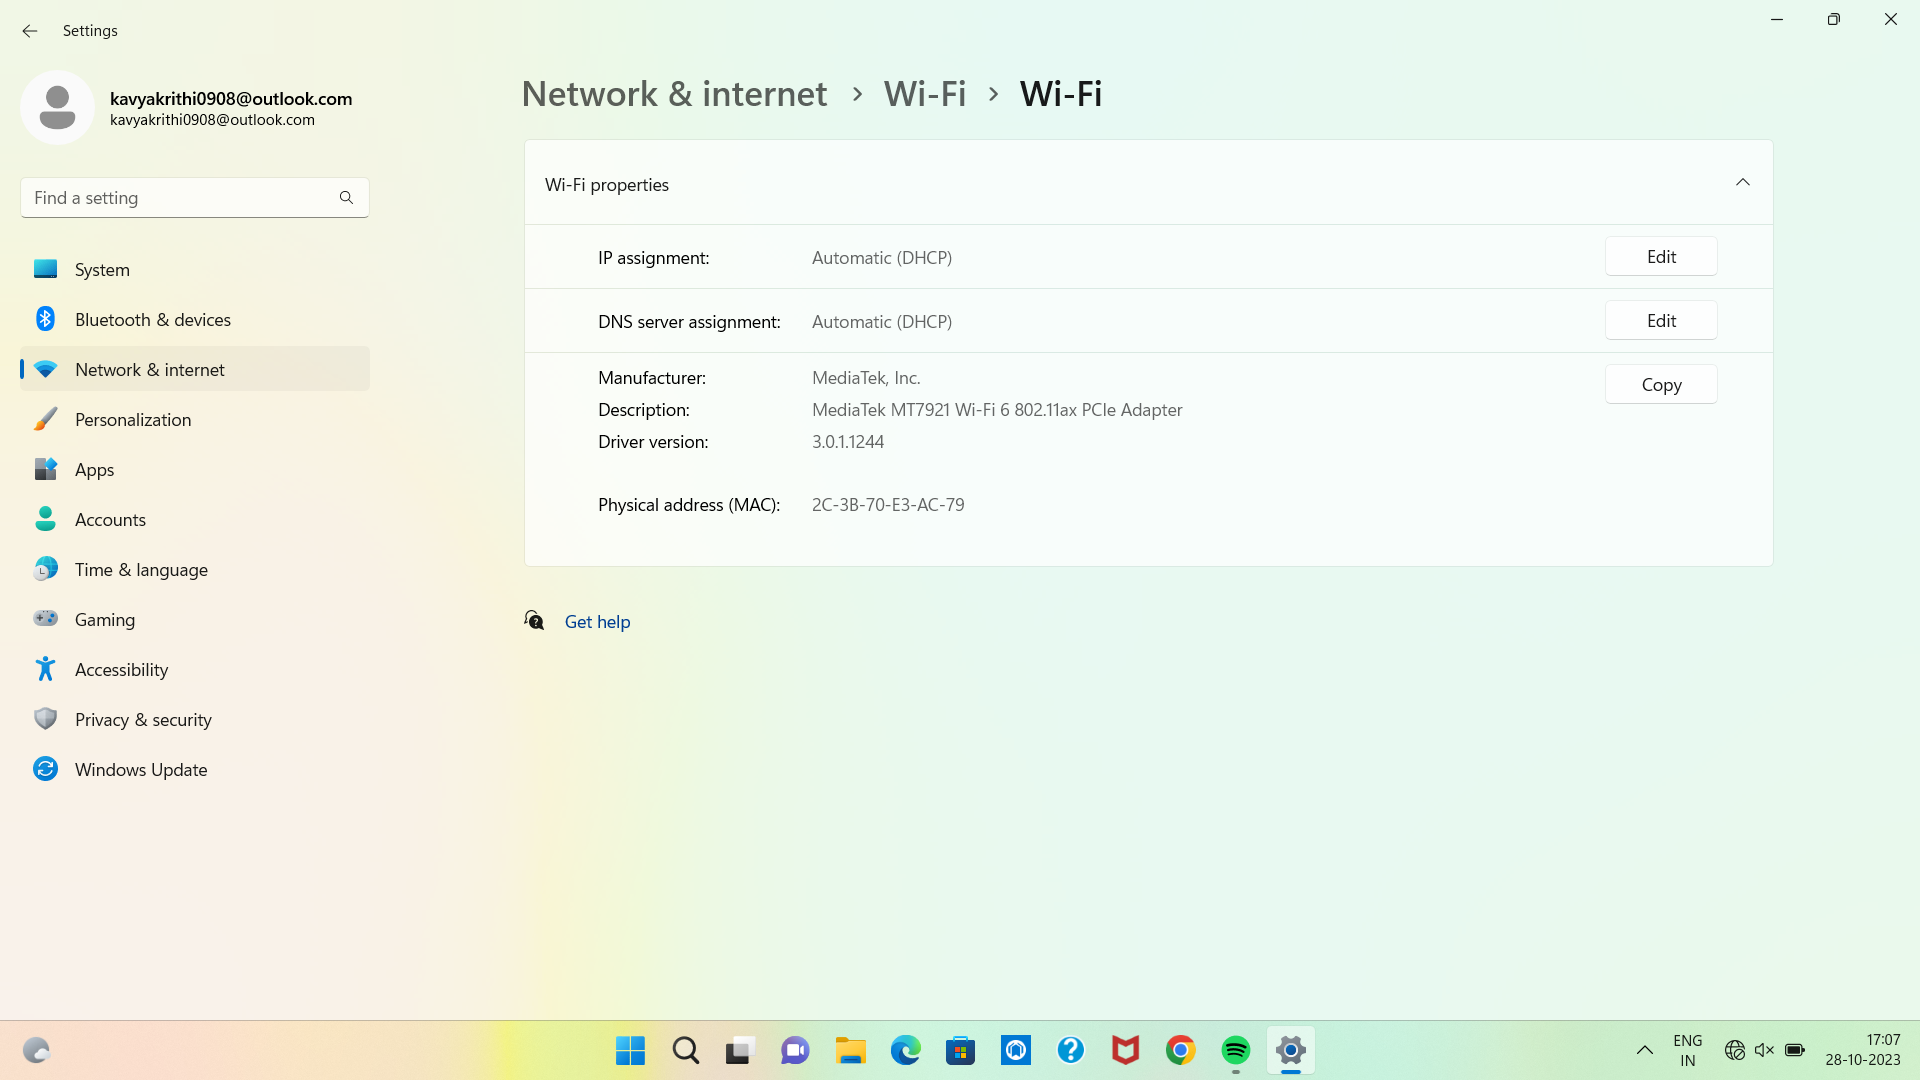 Settings
kavyakrithi0908@outlook.com
kavyakrithi0908@outlook.com
Find a setting
System
Bluetooth & devices
Network & internet
Personalization
Apps
Accounts
Time & language
Gaming
Accessibility
Privacy & security
Windows Update
Network & internet > Wi-Fi > Wi-Fi
Wi-Fi properties
IP assignment: Automatic (DHCP) Edit
DNS server assignment: Automatic (DHCP) Edit
Manufacturer: MediaTek, Inc. Copy
Description: MediaTek MT7921 Wi-Fi 6 802.11ax PCIe Adapter
Driver version: 3.0.1.1244
Physical address (MAC): 2C-3B-70-E3-AC-79
Get help
ENG 17:07
IN 28-10-2023